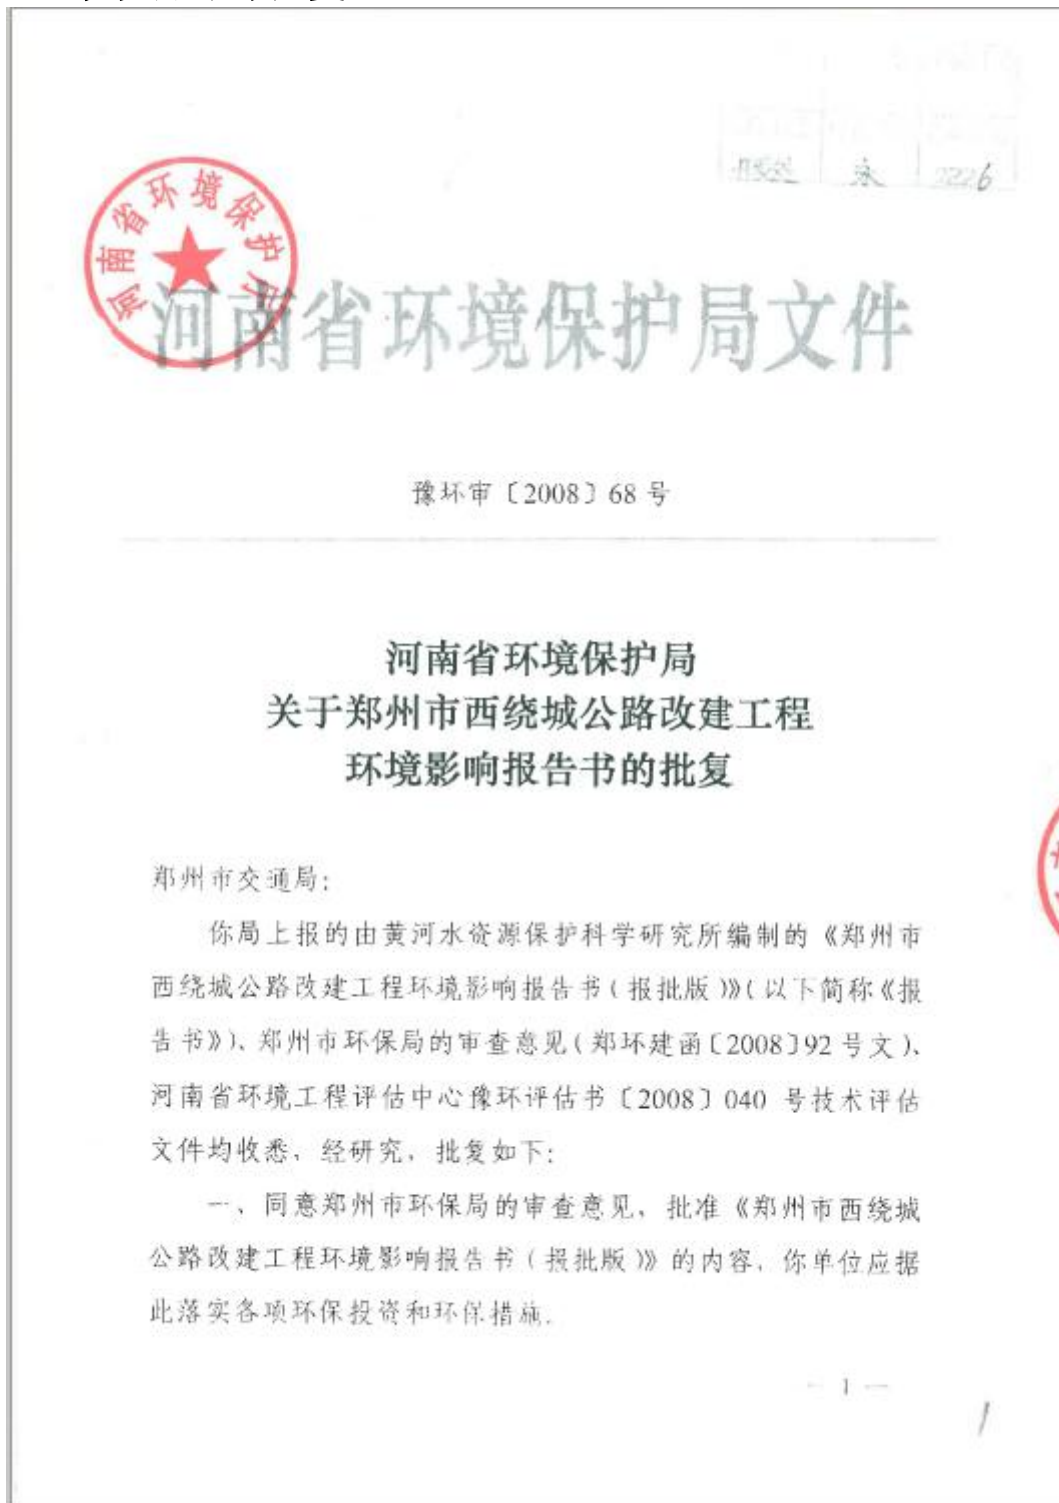 永
6
河南省环境保护局
河南省环境保护局文件
豫环审〔2008〕68 号
河南省环境保护局
关于郑州市西绕城公路改建工程
环境影响报告书的批复
郑州市交通局:
你局上报的由黄河水资源保护科学研究所编制的《郑州市
西绕城公路改建工程环境影响报告书(报批版)》(以下简称《报
告书》)、郑州市环保局的审查意见(郑环建函〔2008〕92 号文)、
河南省环境工程评估中心豫环评估书〔2008〕040 号技术评估
文件均收悉, 经研究, 批复如下:
一、同意郑州市环保局的审查意见, 批准《郑州市西绕城
公路改建工程环境影响报告书(报批版)》的内容, 你单位应据
此落实各项环保投资和环保措施.
— 1 —
1